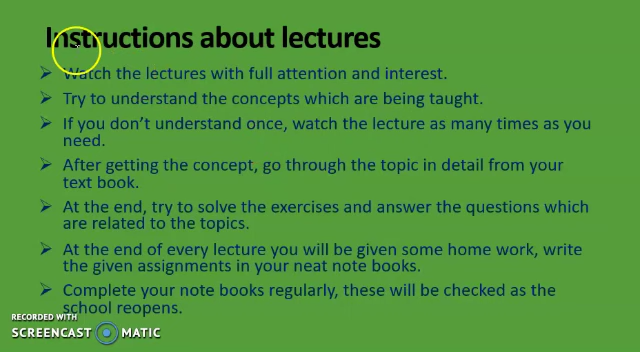 Instructions about lectures
➢ Watch the lectures with full attention and interest.
➢ Try to understand the concepts which are being taught.
➢ If you don’t understand once, watch the lecture as many times as you
need.
➢ After getting the concept, go through the topic in detail from your
text book.
➢ At the end, try to solve the exercises and answer the questions which
are related to the topics.
➢ At the end of every lecture you will be given some home work, write
the given assignments in your neat note books.
➢ Complete your note books regularly, these will be checked as the
school reopens.
RECORDED WITH
SCREENCAST MATIC